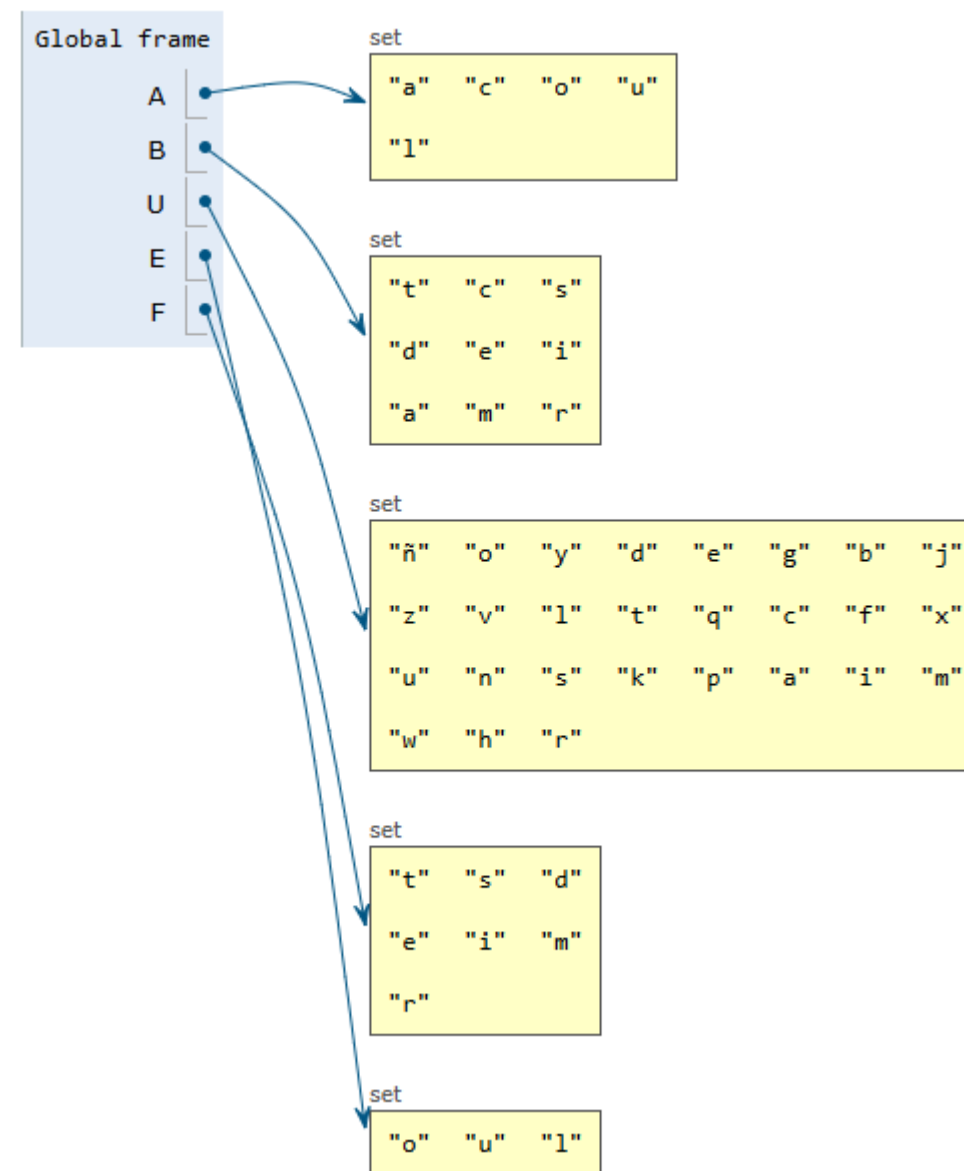 Global frame
A
B
U
E
F
set
"a" "c" "o" "u"
"l"
set
"t" "c" "s"
"d" "e" "i"
"a" "m" "r"
set
"ñ" "o" "y" "d" "e" "g" "b" "j"
"z" "v" "l" "t" "q" "c" "f" "x"
"u" "n" "s" "k" "p" "a" "i" "m"
"w" "h" "r"
set
"t" "s" "d"
"e" "i" "m"
"r"
set
"o" "u" "l"